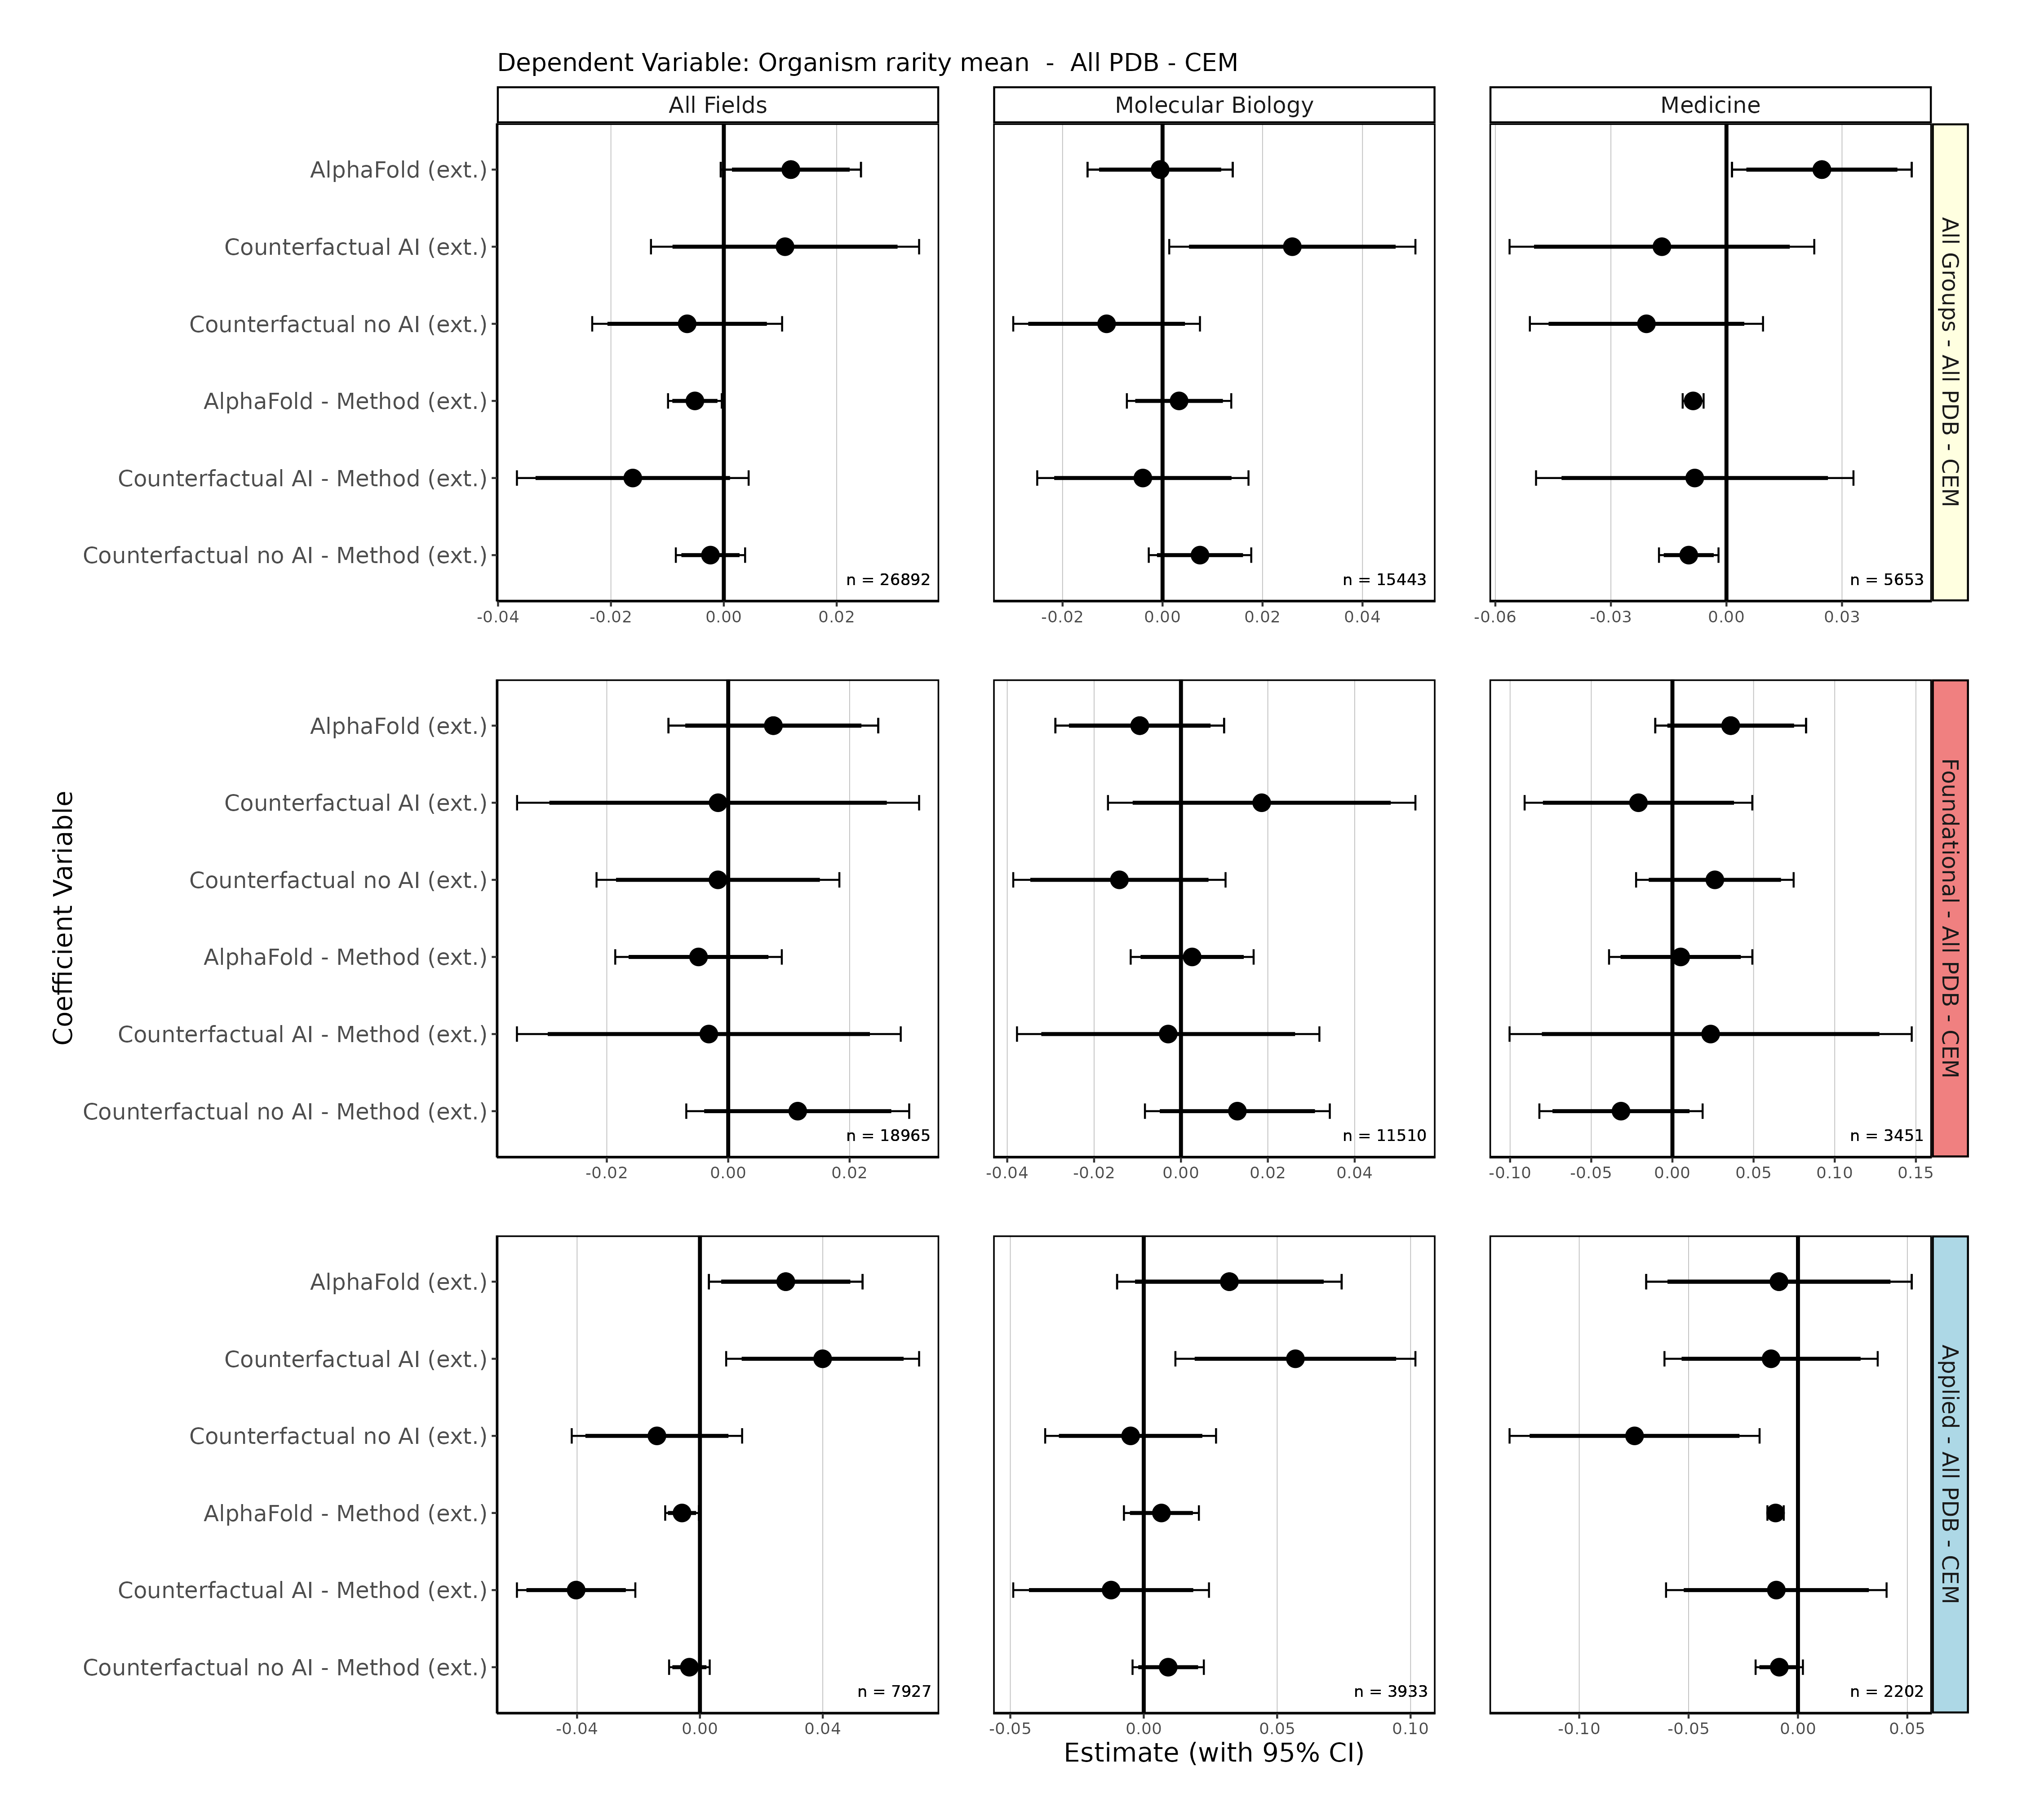 Dependent Variable: Organism rarity mean  -  All PDB - CEM
All Fields
Molecular Biology
Medicine
AlphaFold (ext.)
Counterfactual AI (ext.)
Counterfactual no AI (ext.)
AlphaFold - Method (ext.)
Counterfactual AI - Method (ext.)
Counterfactual no AI - Method (ext.)
n = 26892
n = 15443
n = 5653
All Groups - All PDB - CEM
-0.04 -0.02 0.00 0.02
-0.02 0.00 0.02 0.04
-0.06 -0.03 0.00 0.03
Coefficient Variable
AlphaFold (ext.)
Counterfactual AI (ext.)
Counterfactual no AI (ext.)
AlphaFold - Method (ext.)
Counterfactual AI - Method (ext.)
Counterfactual no AI - Method (ext.)
n = 18965
n = 11510
n = 3451
Foundational - All PDB - CEM
-0.02 0.00 0.02
-0.04 -0.02 0.00 0.02 0.04
-0.10 -0.05 0.00 0.05 0.10 0.15
AlphaFold (ext.)
Counterfactual AI (ext.)
Counterfactual no AI (ext.)
AlphaFold - Method (ext.)
Counterfactual AI - Method (ext.)
Counterfactual no AI - Method (ext.)
n = 7927
n = 3933
n = 2202
Applied - All PDB - CEM
-0.04 0.00 0.04
-0.05 0.00 0.05 0.10
-0.10 -0.05 0.00 0.05
Estimate (with 95% CI)